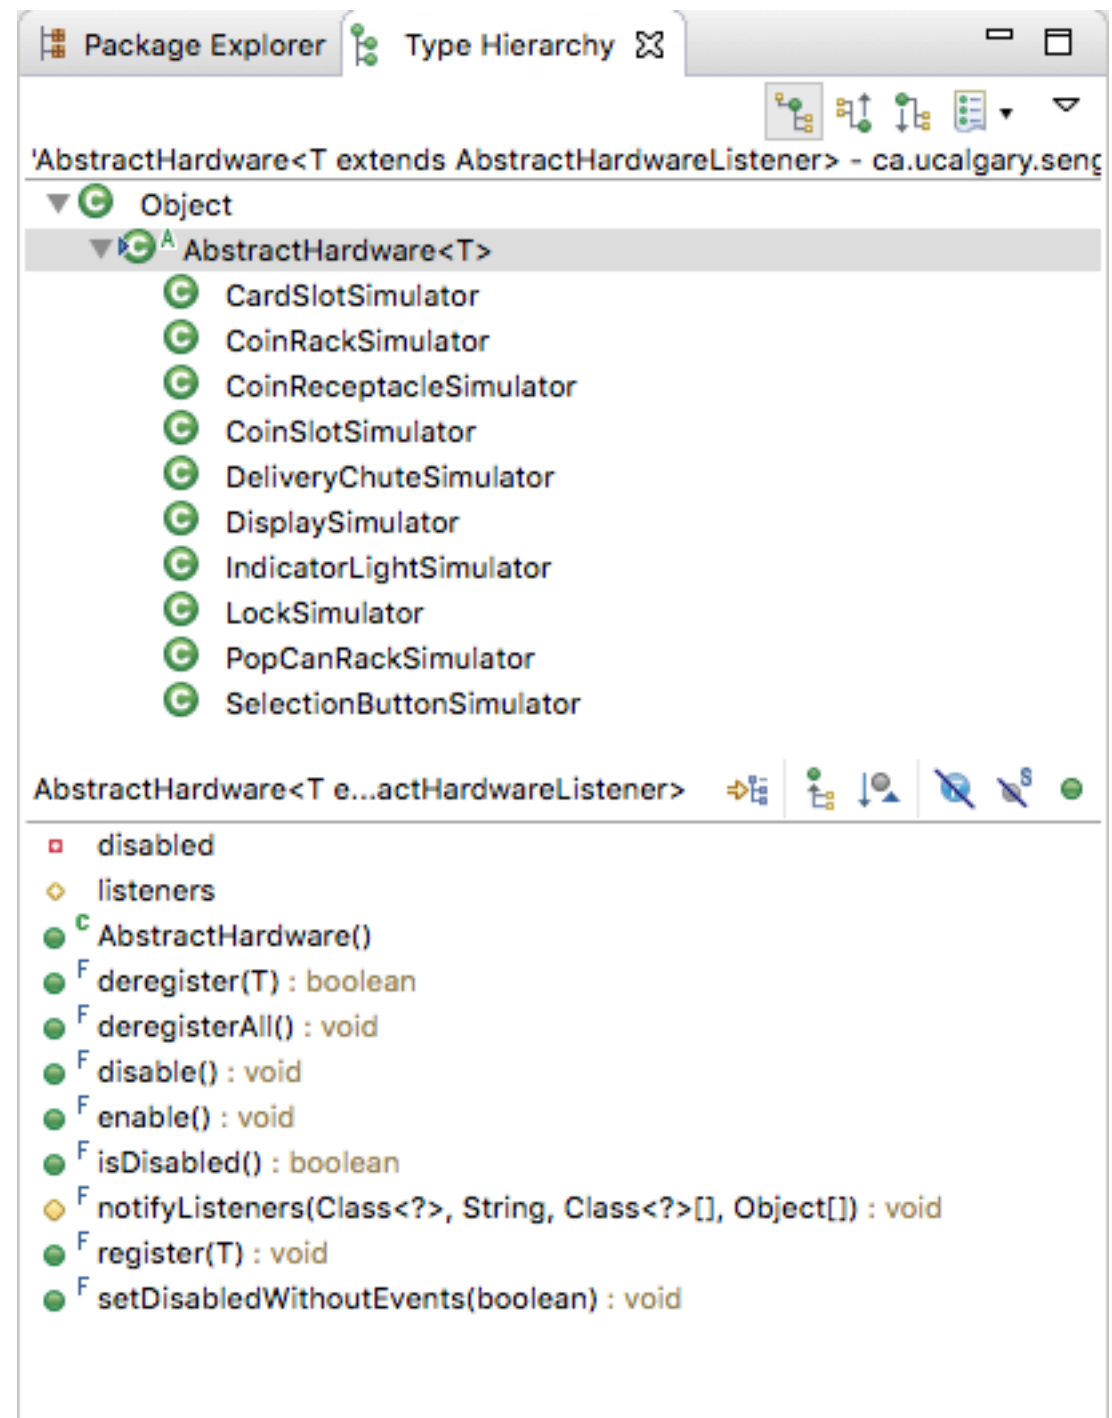 Package Explorer Type Hierarchy
'AbstractHardware<T extends AbstractHardwareListener> - ca.ucalgary.seng
Object
A AbstractHardware<T>
CardSlotSimulator
CoinRackSimulator
CoinReceptacleSimulator
CoinSlotSimulator
DeliveryChuteSimulator
DisplaySimulator
IndicatorLightSimulator
LockSimulator
PopCanRackSimulator
SelectionButtonSimulator
AbstractHardware<T e...actHardwareListener>
disabled
listeners
C AbstractHardware()
F deregister(T) : boolean
F deregisterAll() : void
F disable() : void
F enable() : void
F isDisabled() : boolean
F notifyListeners(Class<?>, String, Class<?>[], Object[]) : void
F register(T) : void
F setDisabledWithoutEvents(boolean) : void